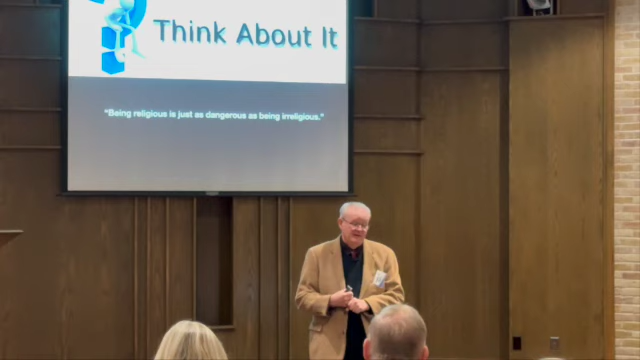 Think About It
"Being religious is just as dangerous as being irreligious."